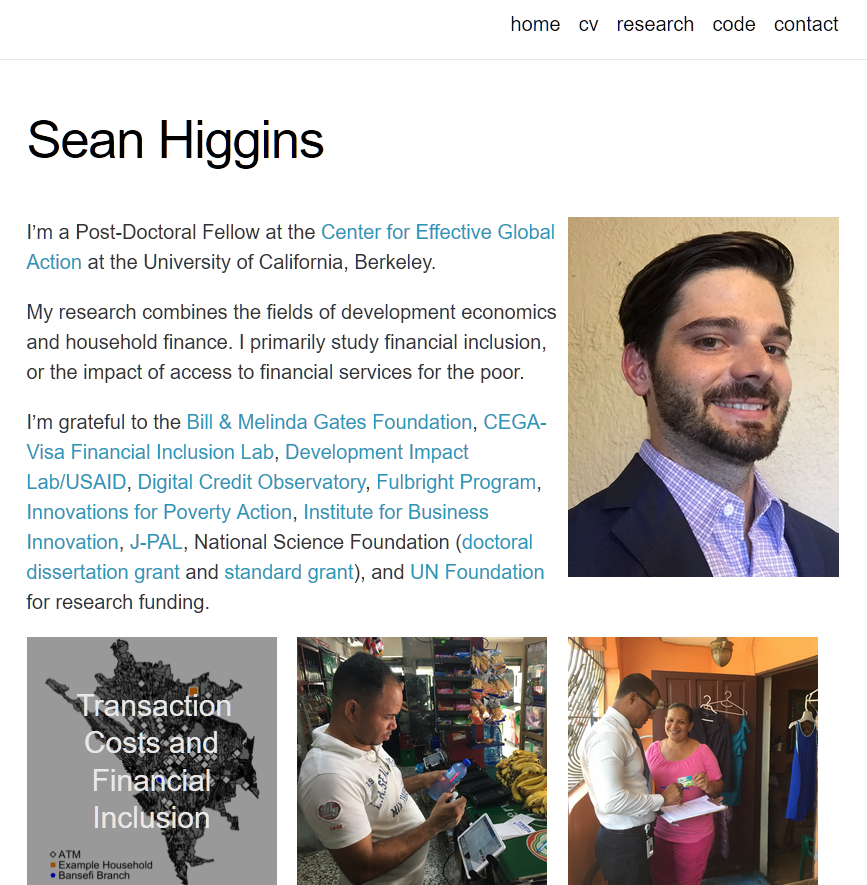 home cv research code contact
Sean Higgins
I’m a Post-Doctoral Fellow at the Center for Effective Global
Action at the University of California, Berkeley.
My research combines the fields of development economics
and household finance. I primarily study financial inclusion,
or the impact of access to financial services for the poor.
I’m grateful to the Bill & Melinda Gates Foundation, CEGA-
Visa Financial Inclusion Lab, Development Impact
Lab/USAID, Digital Credit Observatory, Fulbright Program,
Innovations for Poverty Action, Institute for Business
Innovation, J-PAL, National Science Foundation (doctoral
dissertation grant and standard grant), and UN Foundation
for research funding.
Transaction
Costs and
Financial
Inclusion
ATM
Example Household
Bansefi Branch